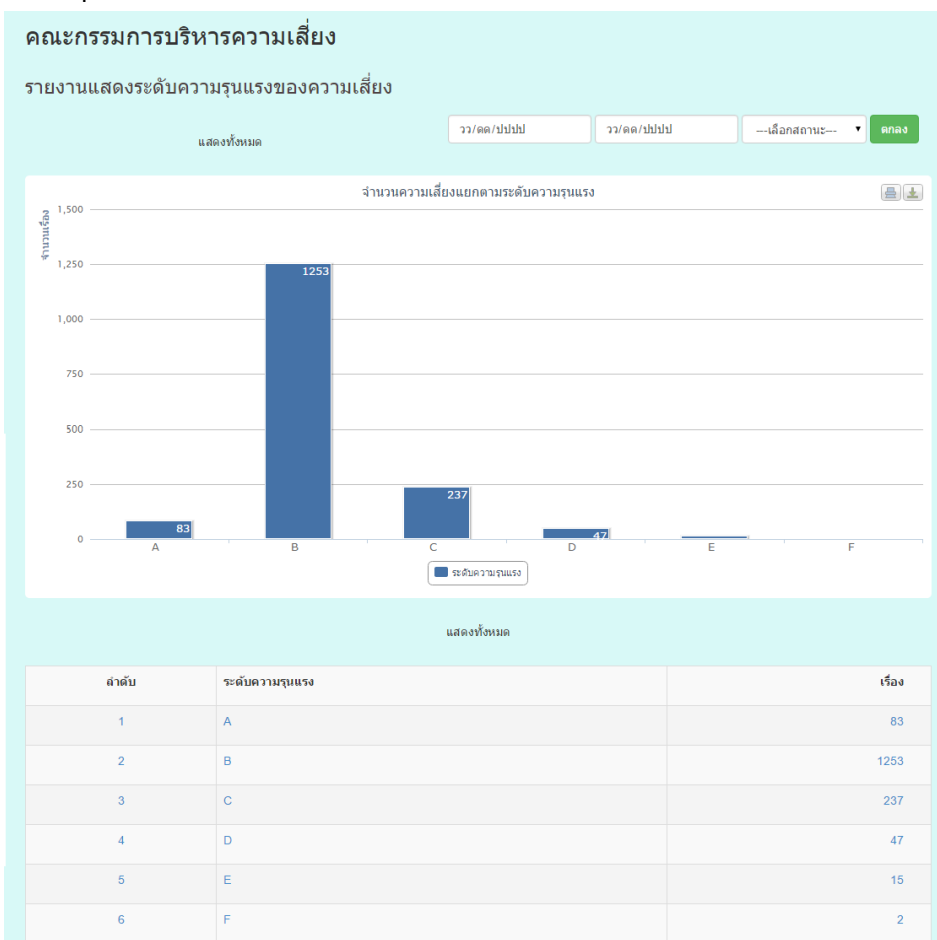 คณะกรรมการบริหารความเสี่ยง
รายงานแสดงระดับความรุนแรงของความเสี่ยง
แสดงทั้งหมด
วว/ดด/ปปปป วว/ดด/ปปปป ---เลือกสถานะ--- ตกลง
จำนวนความเสี่ยงแยกตามระดับความรุนแรง
จำนวนเรื่อง
1,500
1,250
1,000
750
500
250
0
83 1253 237 47
A B C D E F
ระดับความรุนแรง
แสดงทั้งหมด
ลำดับ ระดับความรุนแรง เรื่อง
1 A 83
2 B 1253
3 C 237
4 D 47
5 E 15
6 F 2